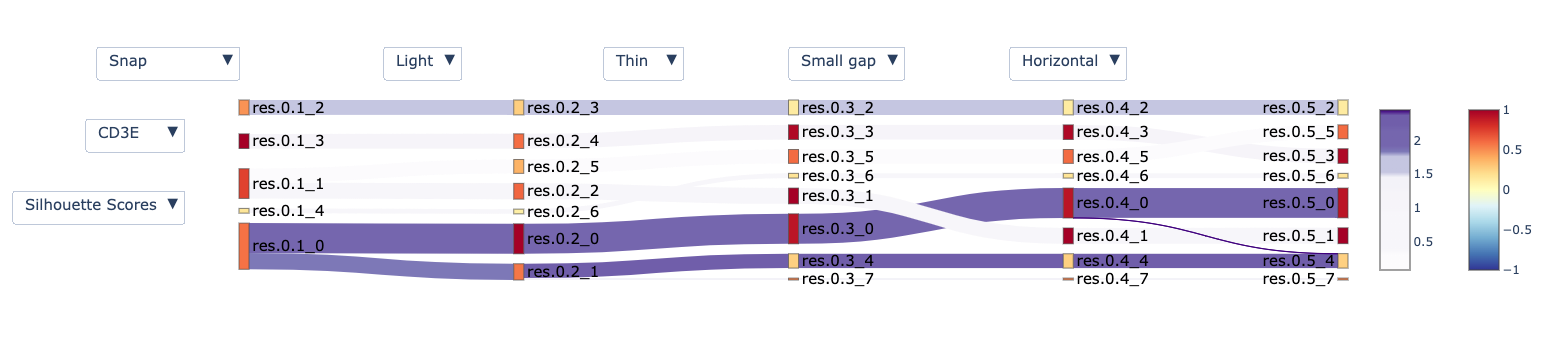 Snap ▼
Light ▼
Thin ▼
Small gap ▼
Horizontal ▼
CD3E ▼
Silhouette Scores ▼
res.0.1_2
res.0.1_3
res.0.1_1
res.0.1_4
res.0.1_0
res.0.2_3
res.0.2_4
res.0.2_5
res.0.2_2
res.0.2_6
res.0.2_0
res.0.2_1
res.0.3_2
res.0.3_3
res.0.3_5
res.0.3_6
res.0.3_1
res.0.3_0
res.0.3_4
res.0.3_7
res.0.4_2
res.0.4_3
res.0.4_5
res.0.4_6
res.0.4_0
res.0.4_1
res.0.4_4
res.0.4_7
res.0.5_2
res.0.5_5
res.0.5_3
res.0.5_6
res.0.5_0
res.0.5_1
res.0.5_4
res.0.5_7
2
1.5
1
0.5
1
0.5
0
−0.5
−1